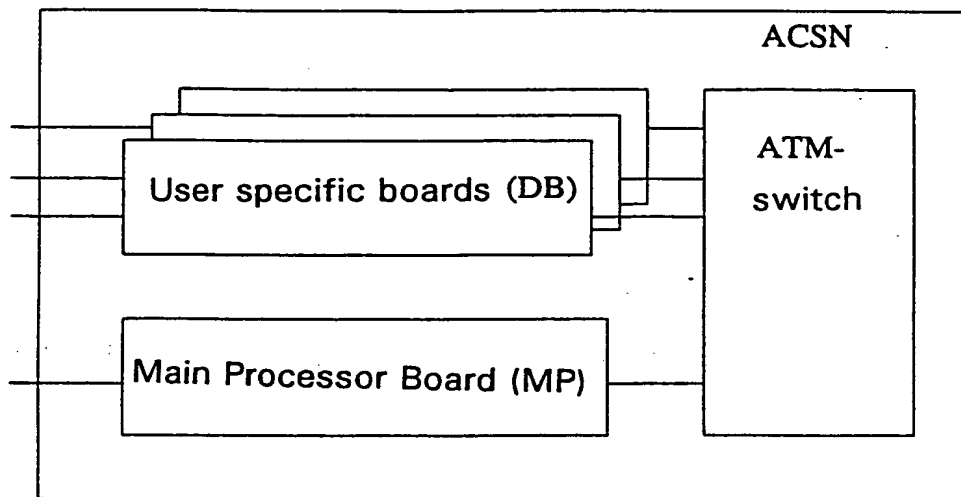 ACSN
ATM-
switch
User specific boards (DB)
Main Processor Board (MP)